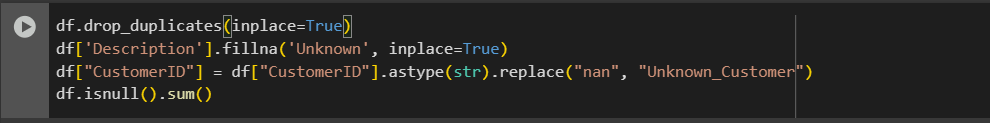 df.drop_duplicates(inplace=True)
df['Description'].fillna('Unknown', inplace=True)
df["CustomerID"] = df["CustomerID"].astype(str).replace("nan", "Unknown_Customer")
df.isnull().sum()